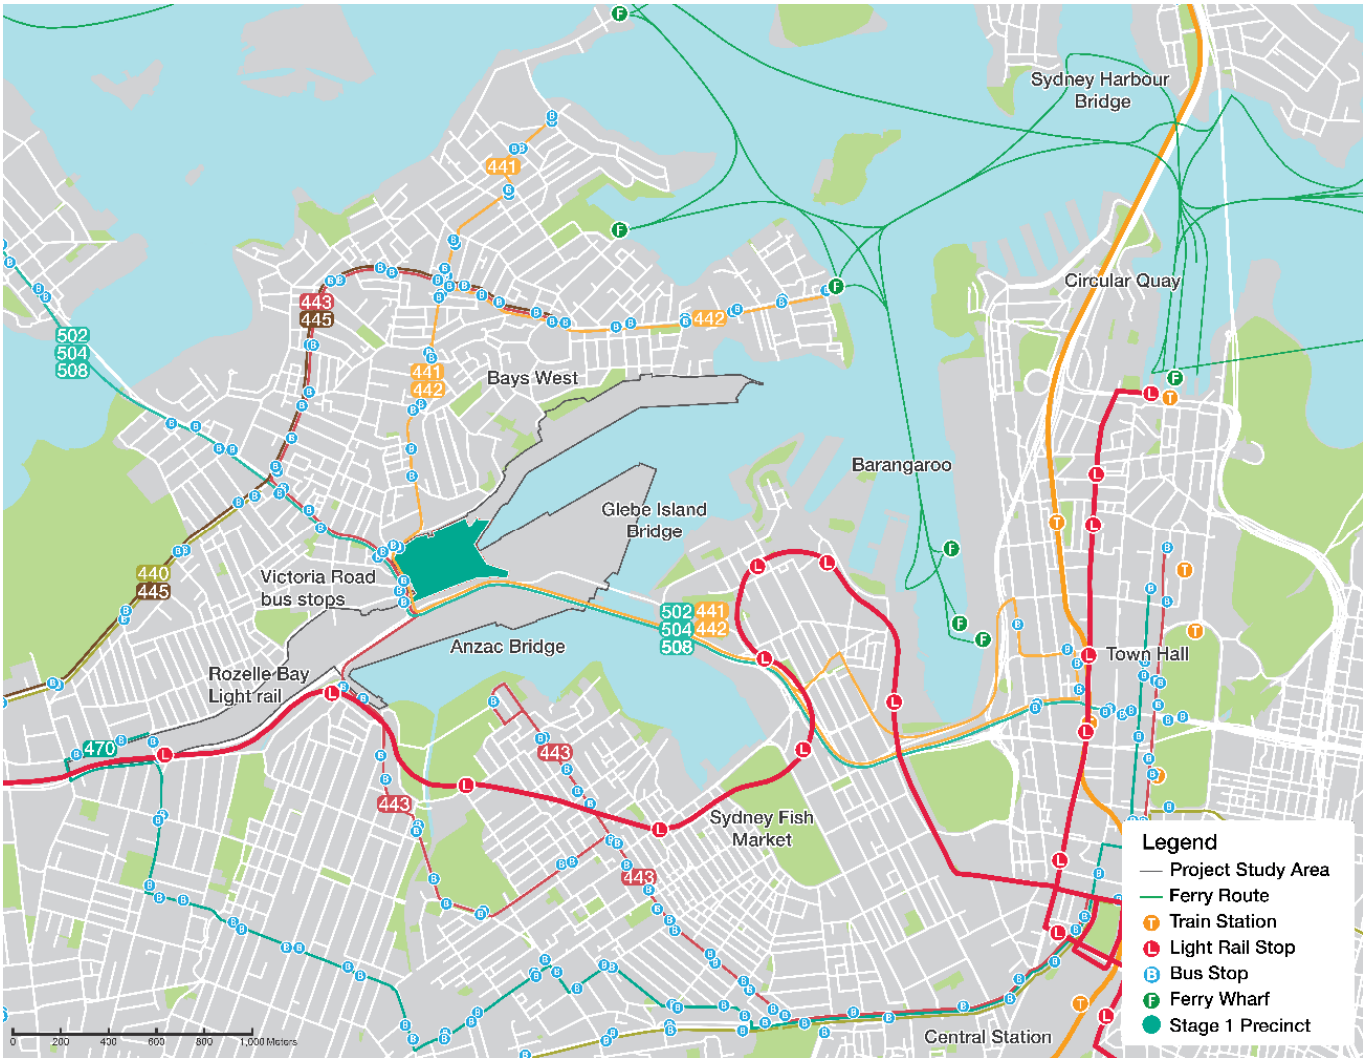 Sydney Harbour
Bridge
441
Circular Quay
443
445
442
502
504
508
441
442
Bays West
Barangaroo
Glebe Island
Bridge
440
445
Victoria Road
bus stops
502 441
504 442
508
Anzac Bridge
Town Hall
Rozelle Bay
Light rail
470
443
443
Sydney Fish
Market
443
Central Station
Legend
Project Study Area
Ferry Route
T Train Station
L Light Rail Stop
B Bus Stop
F Ferry Wharf
Stage 1 Precinct
0 200 400 600 800 1,000 Meters